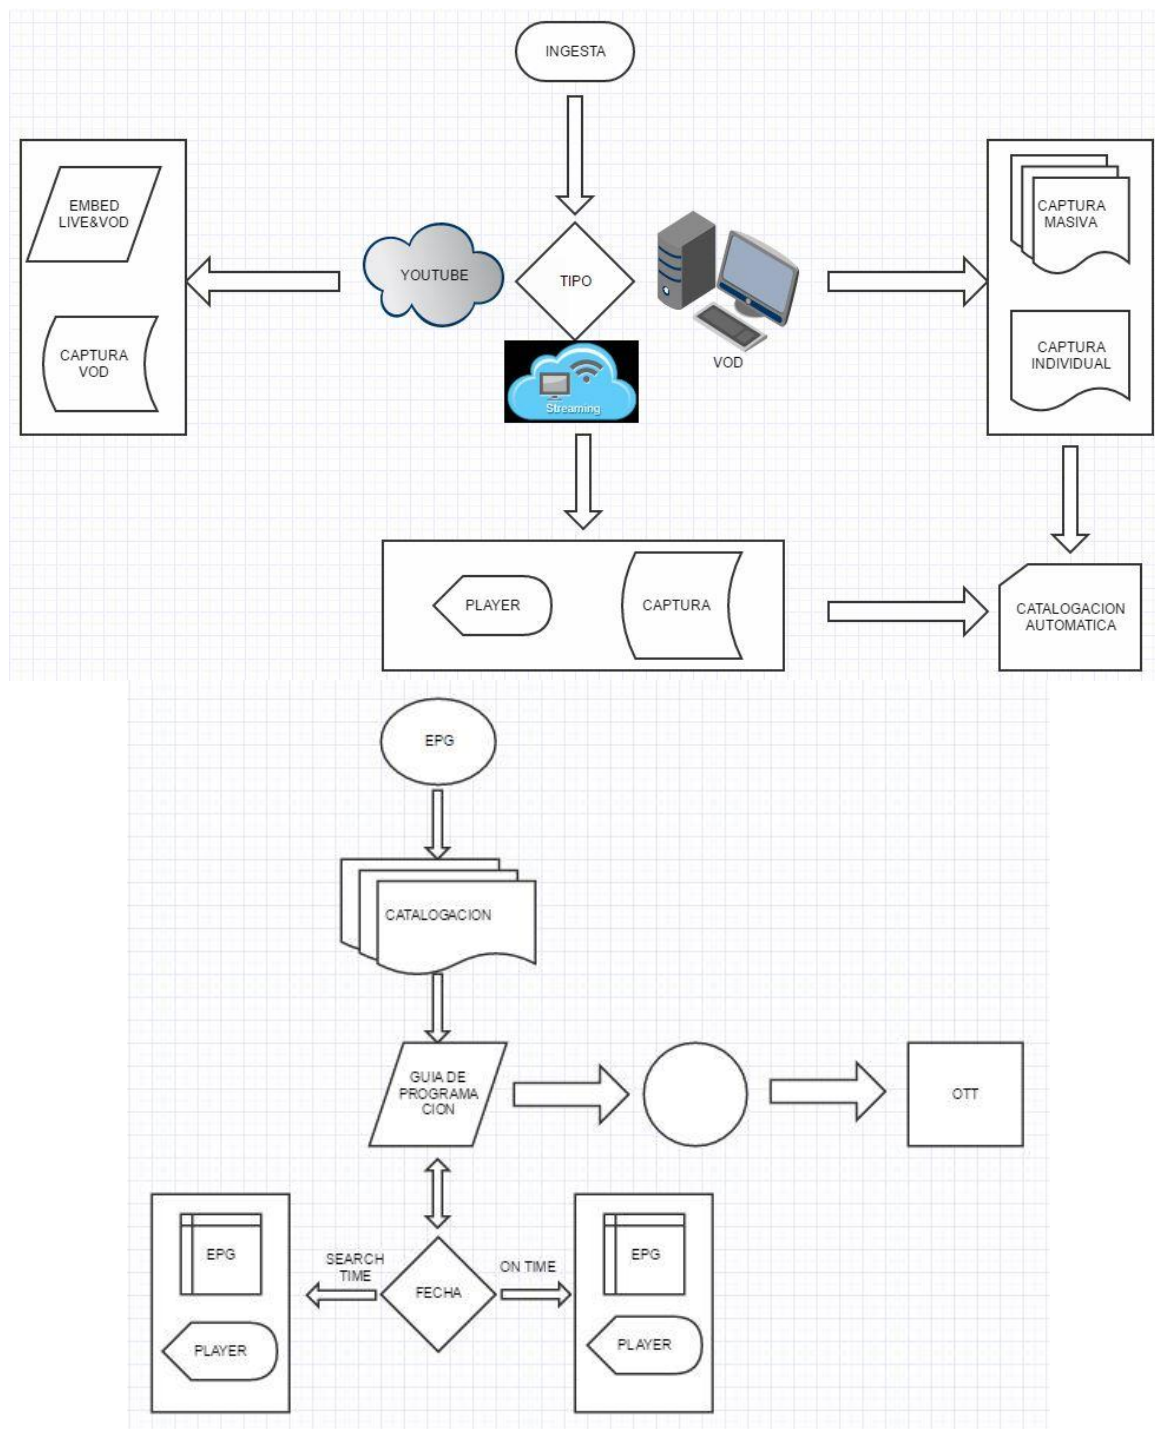 INGESTA
EMBED
LIVE&VOD
CAPTURA
VOD
YOUTUBE
TIPO
Streaming
VOD
CAPTURA
MASIVA
CAPTURA
INDIVIDUAL
PLAYER
CAPTURA
CATALOGACION
AUTOMATICA
EPG
CATALOGACION
GUIA DE
PROGRAMA
CION
OTT
EPG
PLAYER
SEARCH
TIME
FECHA
ON TIME
EPG
PLAYER